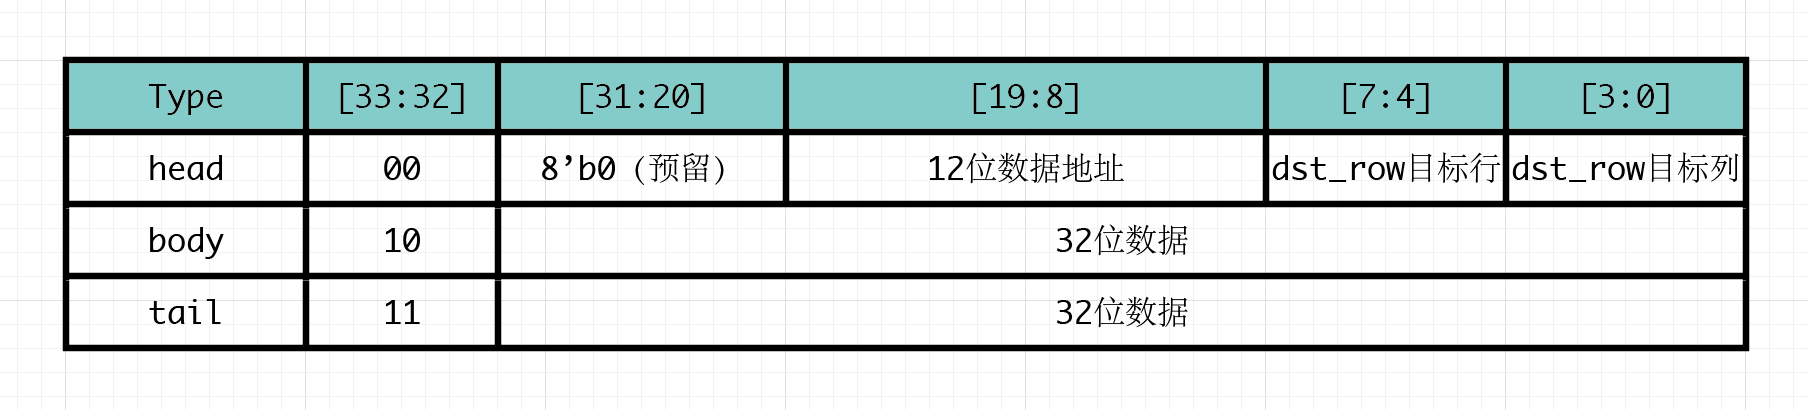 Type [33:32] [31:20] [19:8] [7:4] [3:0]
head 00 8’b0（预留） 12位数据地址 dst_row目标行 dst_row目标列
body 10 32位数据
tail 11 32位数据